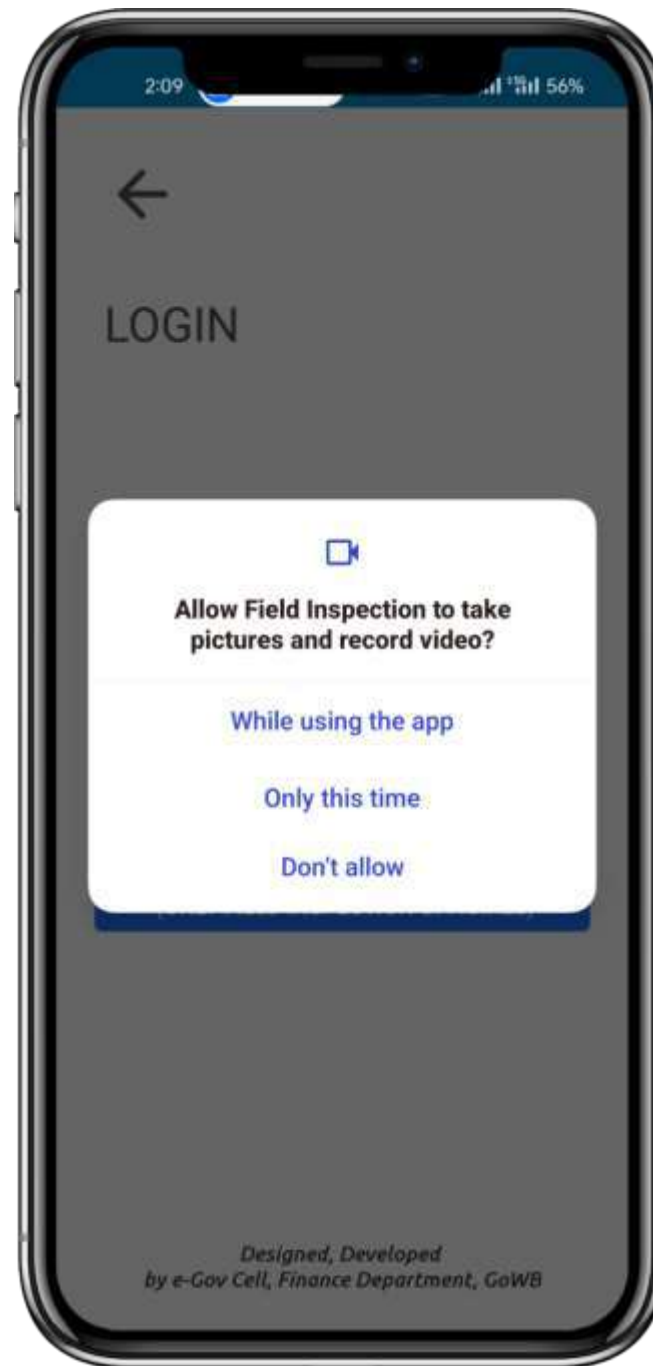 2:09
56%
LOGIN
Allow Field Inspection to take
pictures and record video?
While using the app
Only this time
Don't allow
Designed, Developed
by e-Gov Cell, Finance Department, GoWB